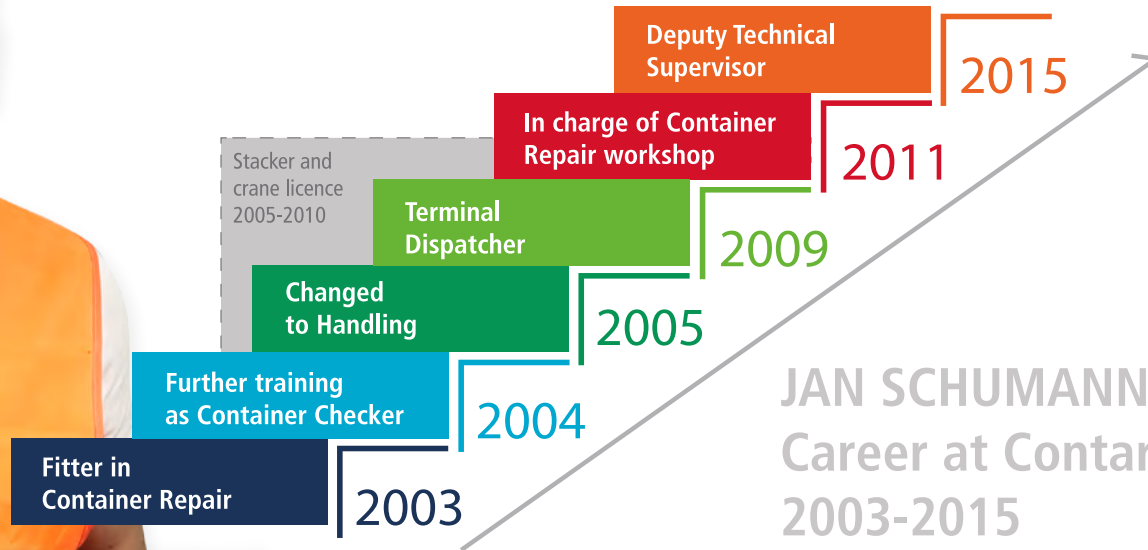 Deputy Technical
Supervisor
2015
In charge of Container
Repair workshop
2011
Stacker and
crane licence
2005-2010
Terminal
Dispatcher
2009
Changed
to Handling
2005
Further training
as Container Checker
2004
Fitter in
Container Repair
2003
JAN SCHUMANN
Career at
2003-2015